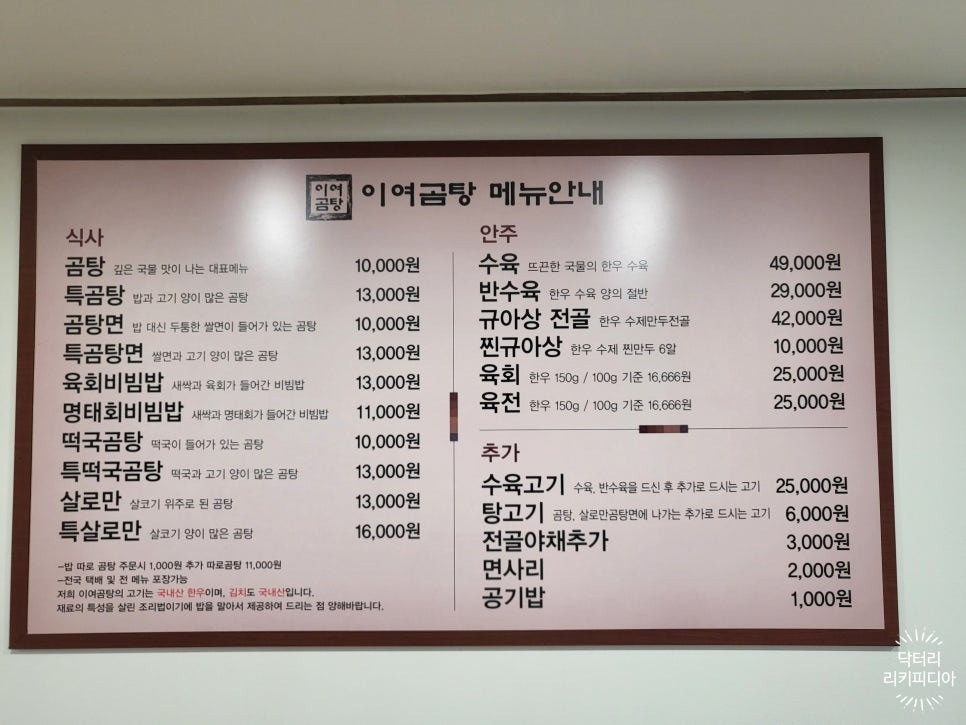 이여곰탕 이여곰탕 메뉴안내
식사
곰탕 깊은 국물 맛이 나는 대표메뉴 10,000원
특곰탕 밥과 고기 양이 많은 곰탕 13,000원
곰탕면 밥 대신 두툼한 쌀면이 들어가 있는 곰탕 10,000원
특곰탕면 쌀면과 고기 양이 많은 곰탕 13,000원
육회비빔밥 새싹과 육회가 들어간 비빔밥 13,000원
명태회비빔밥 새싹과 명태회가 들어간 비빔밥 11,000원
떡국곰탕 떡국이 들어가 있는 곰탕 10,000원
특떡국곰탕 떡국과 고기 양이 많은 곰탕 13,000원
살로만 살코기 위주로 된 곰탕 13,000원
특살로만 살코기 양이 많은 곰탕 16,000원
-밥 따로 곰탕 주문시 1,000원 추가 따로곰탕 11,000원
-전국 택배 및 전 메뉴 포장가능
저희 이여곰탕의 고기는 국내산 한우이며, 김치도 국내산입니다.
재료의 특성을 살린 조리법이기에 밥을 말아서 제공하여 드리는 점 양해바랍니다.
안주
수육 뜨끈한 국물의 한우 수육 49,000원
반수육 한우 수육 양의 절반 29,000원
규아상 전골 한우 수제만두전골 42,000원
찐규아상 한우 수제 찐만두 6알 10,000원
육회 한우 150g / 100g 기준 16,666원 25,000원
육전 한우 150g / 100g 기준 16,666원 25,000원
추가
수육고기 수육, 반수육을 드신 후 추가로 드시는 고기 25,000원
탕고기 곰탕, 살로만곰탕면에 나가는 추가로 드시는 고기 6,000원
전골야채추가 3,000원
면사리 2,000원
공기밥 1,000원
닥터리
리키피디아